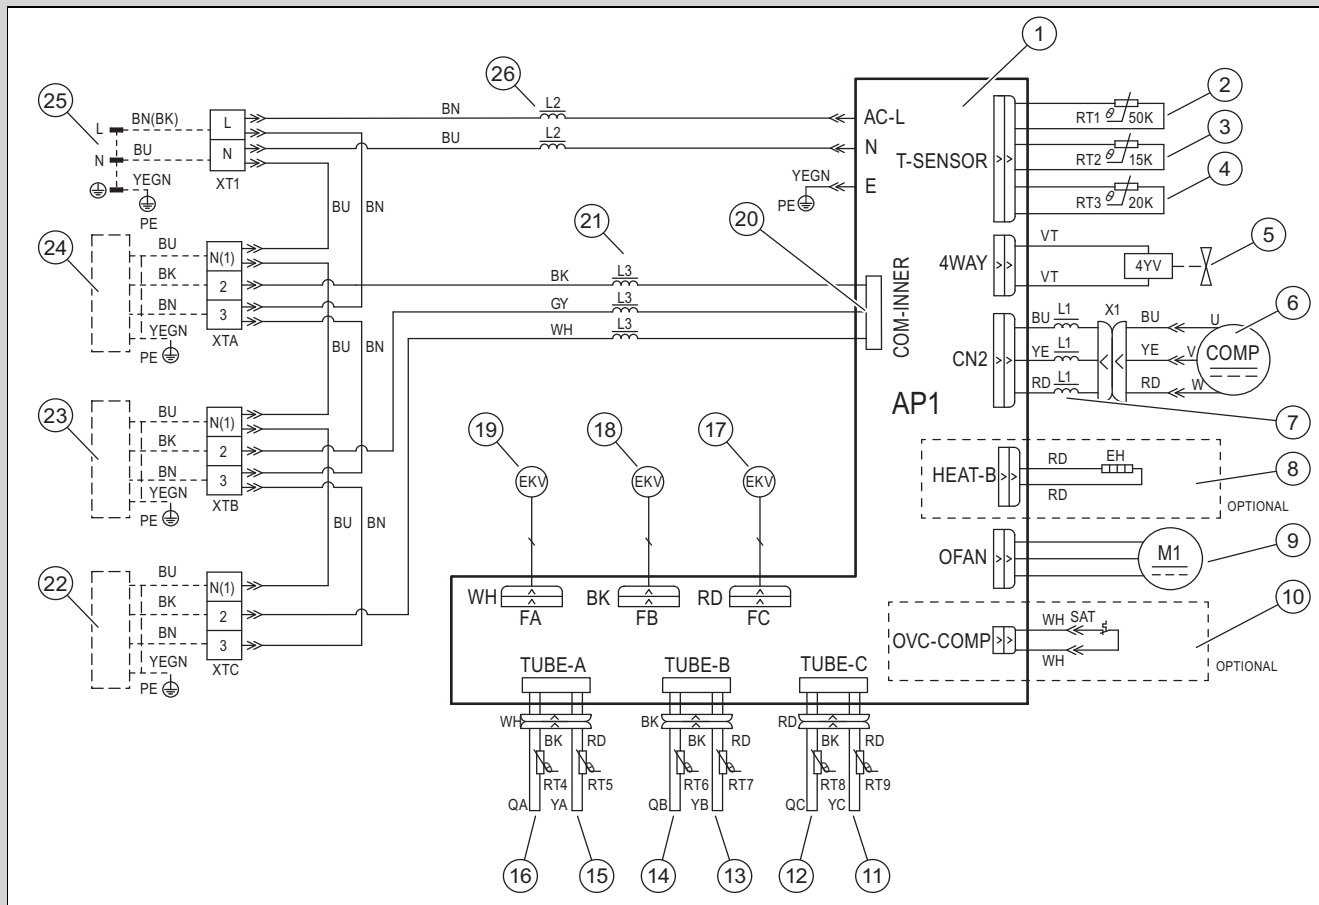 1
26
25
L2
2
BN(BK)
BN
L
L
AC-L
RT1
θ
50K
BU
L2
3
N
N
BU
N
T-SENSOR
RT2
θ
15K
YEGN
XT1
YEGN
E
4
PE
PE
RT3
θ
20K
BU
BN
21
20
24
VT
5
BU
N(1)
4WAY
4YV
BK
2
BK
L3
VT
BN
3
GY
L3
COM-INNER
YEGN
XTA
WH
L3
BU
L1
X1
BU
U
6
PE
BU
BN
CN2
YE
L1
YE
V
COMP
RD
L1
RD
W
AP1
23
BU
N(1)
19
18
17
7
BK
2
BN
3
EKV
EKV
EKV
HEAT-B
RD
EH
8
YEGN
XTB
RD
OPTIONAL
PE
BU
BN
OFAN
M1
9
22
BU
N(1)
WH
BK
RD
BK
2
FA
FB
FC
10
BN
3
OVC-COMP
WH
SAT
YEGN
XTC
WH
OPTIONAL
PE
TUBE-A
TUBE-B
TUBE-C
WH
BK
RD
BK
RD
BK
RD
BK
RD
RT4
RT5
RT6
RT7
RT8
RT9
QA
YA
QB
YB
QC
YC
16
15
14
13
12
11